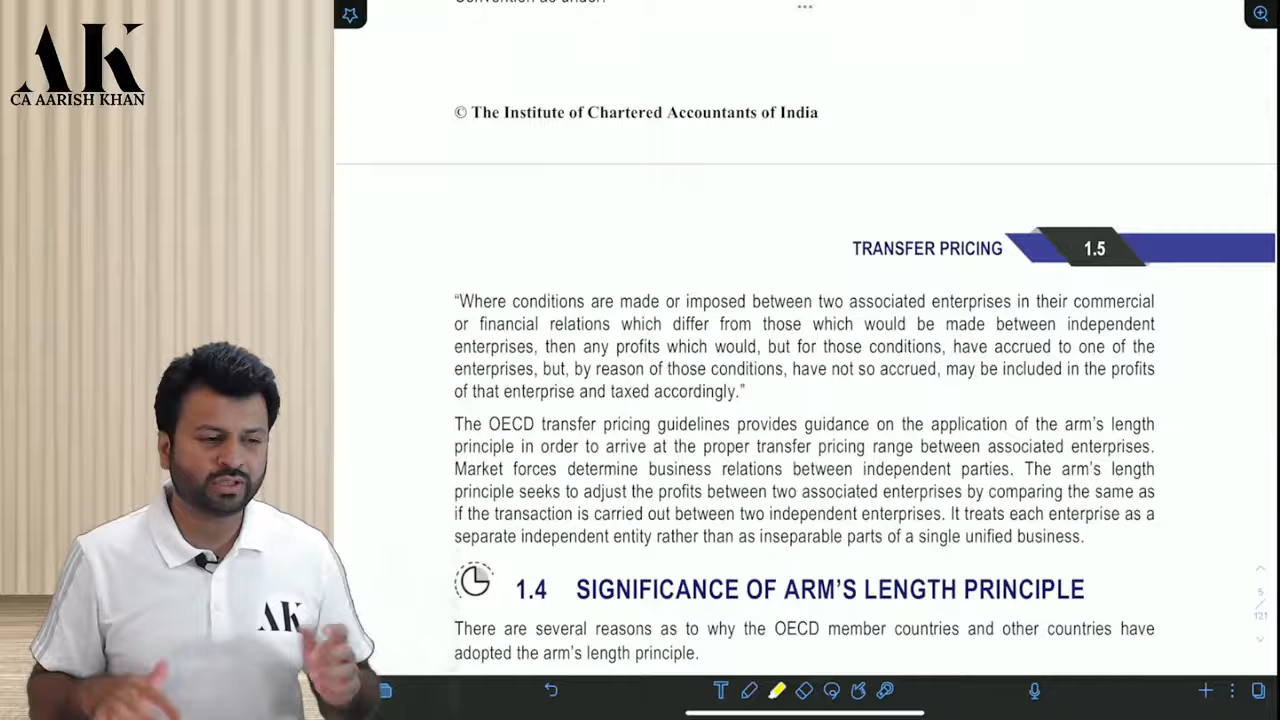 AK
CA AARISH KHAN
Convention as under:
© The Institute of Chartered Accountants of India
TRANSFER PRICING 1.5
“Where conditions are made or imposed between two associated enterprises in their commercial
or financial relations which differ from those which would be made between independent
enterprises, then any profits which would, but for those conditions, have accrued to one of the
enterprises, but, by reason of those conditions, have not so accrued, may be included in the profits
of that enterprise and taxed accordingly.”
The OECD transfer pricing guidelines provides guidance on the application of the arm’s length
principle in order to arrive at the proper transfer pricing range between associated enterprises.
Market forces determine business relations between independent parties. The arm’s length
principle seeks to adjust the profits between two associated enterprises by comparing the same as
if the transaction is carried out between two independent enterprises. It treats each enterprise as a
separate independent entity rather than as inseparable parts of a single unified business.
1.4 SIGNIFICANCE OF ARM’S LENGTH PRINCIPLE
There are several reasons as to why the OECD member countries and other countries have
adopted the arm’s length principle.
5
/
121
AK